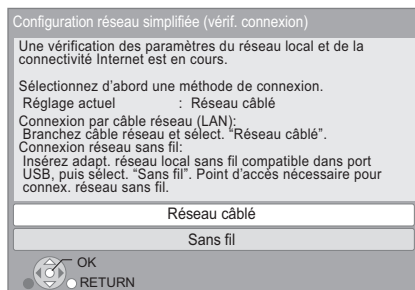 Configuration réseau simplifiée (vérif. connexion)
Une vérification des paramètres du réseau local et de la
connectivité Internet est en cours.
Sélectionnez d'abord une méthode de connexion.
Réglage actuel : Réseau câblé
Connexion par câble réseau (LAN):
Branchez câble réseau et sélect. “Réseau câblé”.
Connexion réseau sans fil:
Insérez adapt. réseau local sans fil compatible dans port
USB, puis sélect. “Sans fil”. Point d'accès nécessaire pour
connex. réseau sans fil.
Réseau câblé
Sans fil
OK
RETURN